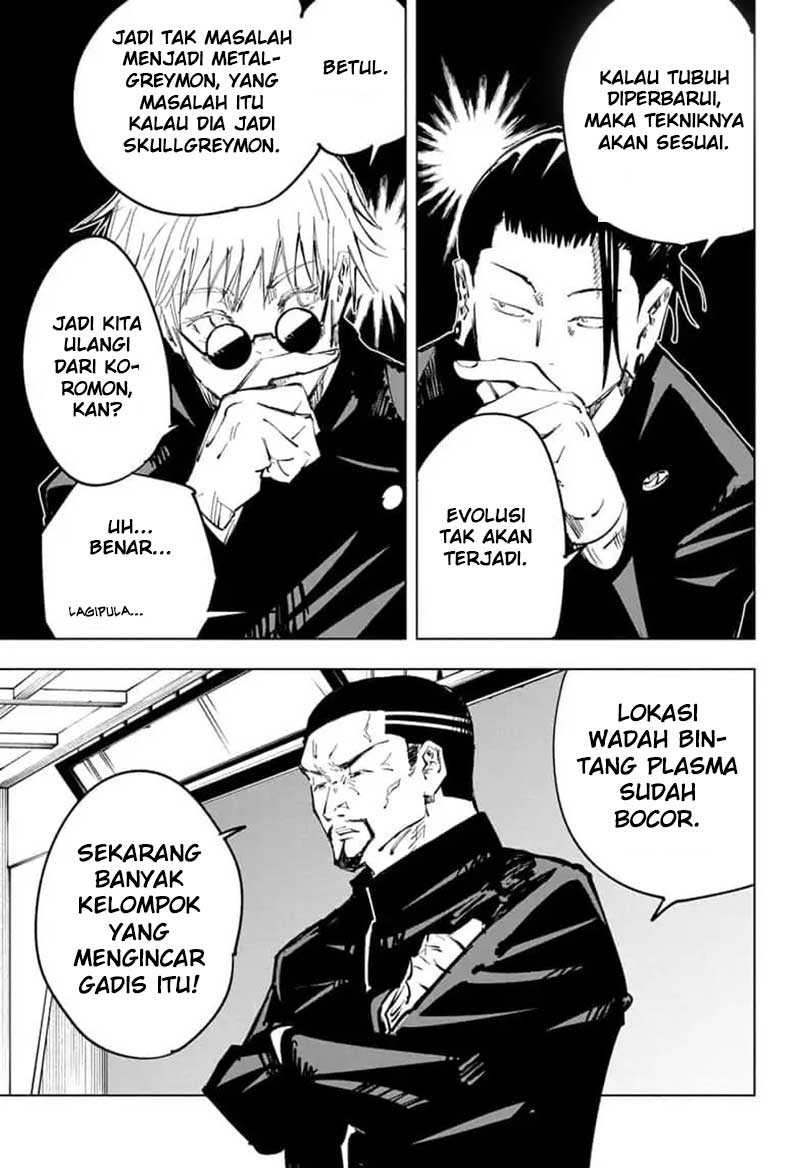 KALAU TUBUH
DIPERBARUI,
MAKA TEKNIKNYA
AKAN SESUAI.
EVOLUSI
TAK AKAN
TERJADI.
BETUL.
JADI TAK MASALAH
MENJADI METAL-
GREYMON, YANG
MASALAH ITU
KALAU DIA JADI
SKULLGREYMON.
JADI KITA
ULANGI
DARI KO-
ROMON,
KAN?
UH...
BENAR...
LAGIPULA...
LOKASI
WADAH BIN-
TANG PLASMA
SUDAH
BOCOR.
SEKARANG
BANYAK
KELOMPOK
YANG
MENGINCAR
GADIS ITU!